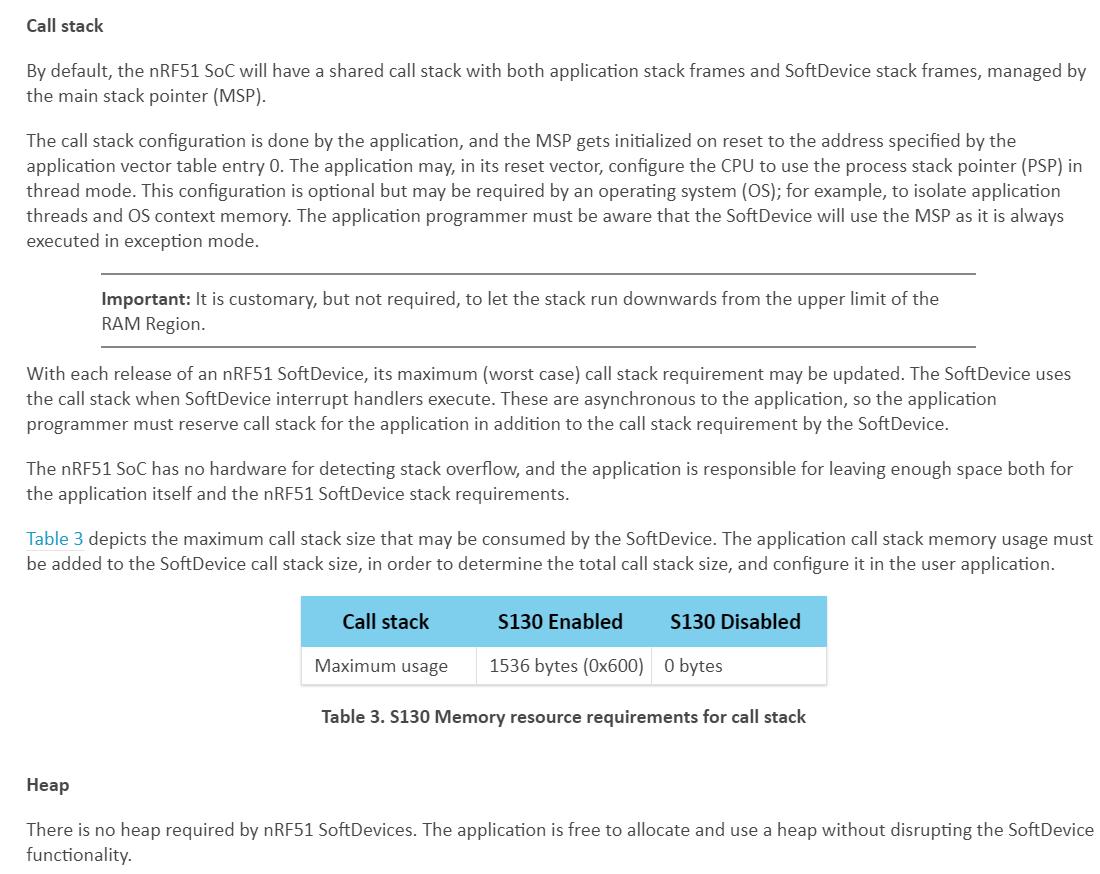 Call stack
By default, the nRF51 SoC will have a shared call stack with both application stack frames and SoftDevice stack frames, managed by
the main stack pointer (MSP).
The call stack configuration is done by the application, and the MSP gets initialized on reset to the address specified by the
application vector table entry 0. The application may, in its reset vector, configure the CPU to use the process stack pointer (PSP) in
thread mode. This configuration is optional but may be required by an operating system (OS); for example, to isolate application
threads and OS context memory. The application programmer must be aware that the SoftDevice will use the MSP as it is always
executed in exception mode.
Important: It is customary, but not required, to let the stack run downwards from the upper limit of the
RAM Region.
With each release of an nRF51 SoftDevice, its maximum (worst case) call stack requirement may be updated. The SoftDevice uses
the call stack when SoftDevice interrupt handlers execute. These are asynchronous to the application, so the application
programmer must reserve call stack for the application in addition to the call stack requirement by the SoftDevice.
The nRF51 SoC has no hardware for detecting stack overflow, and the application is responsible for leaving enough space both for
the application itself and the nRF51 SoftDevice stack requirements.
Table 3 depicts the maximum call stack size that may be consumed by the SoftDevice. The application call stack memory usage must
be added to the SoftDevice call stack size, in order to determine the total call stack size, and configure it in the user application.
Call stack S130 Enabled S130 Disabled
Maximum usage 1536 bytes (0x600) 0 bytes
Table 3. S130 Memory resource requirements for call stack
Heap
There is no heap required by nRF51 SoftDevices. The application is free to allocate and use a heap without disrupting the SoftDevice
functionality.